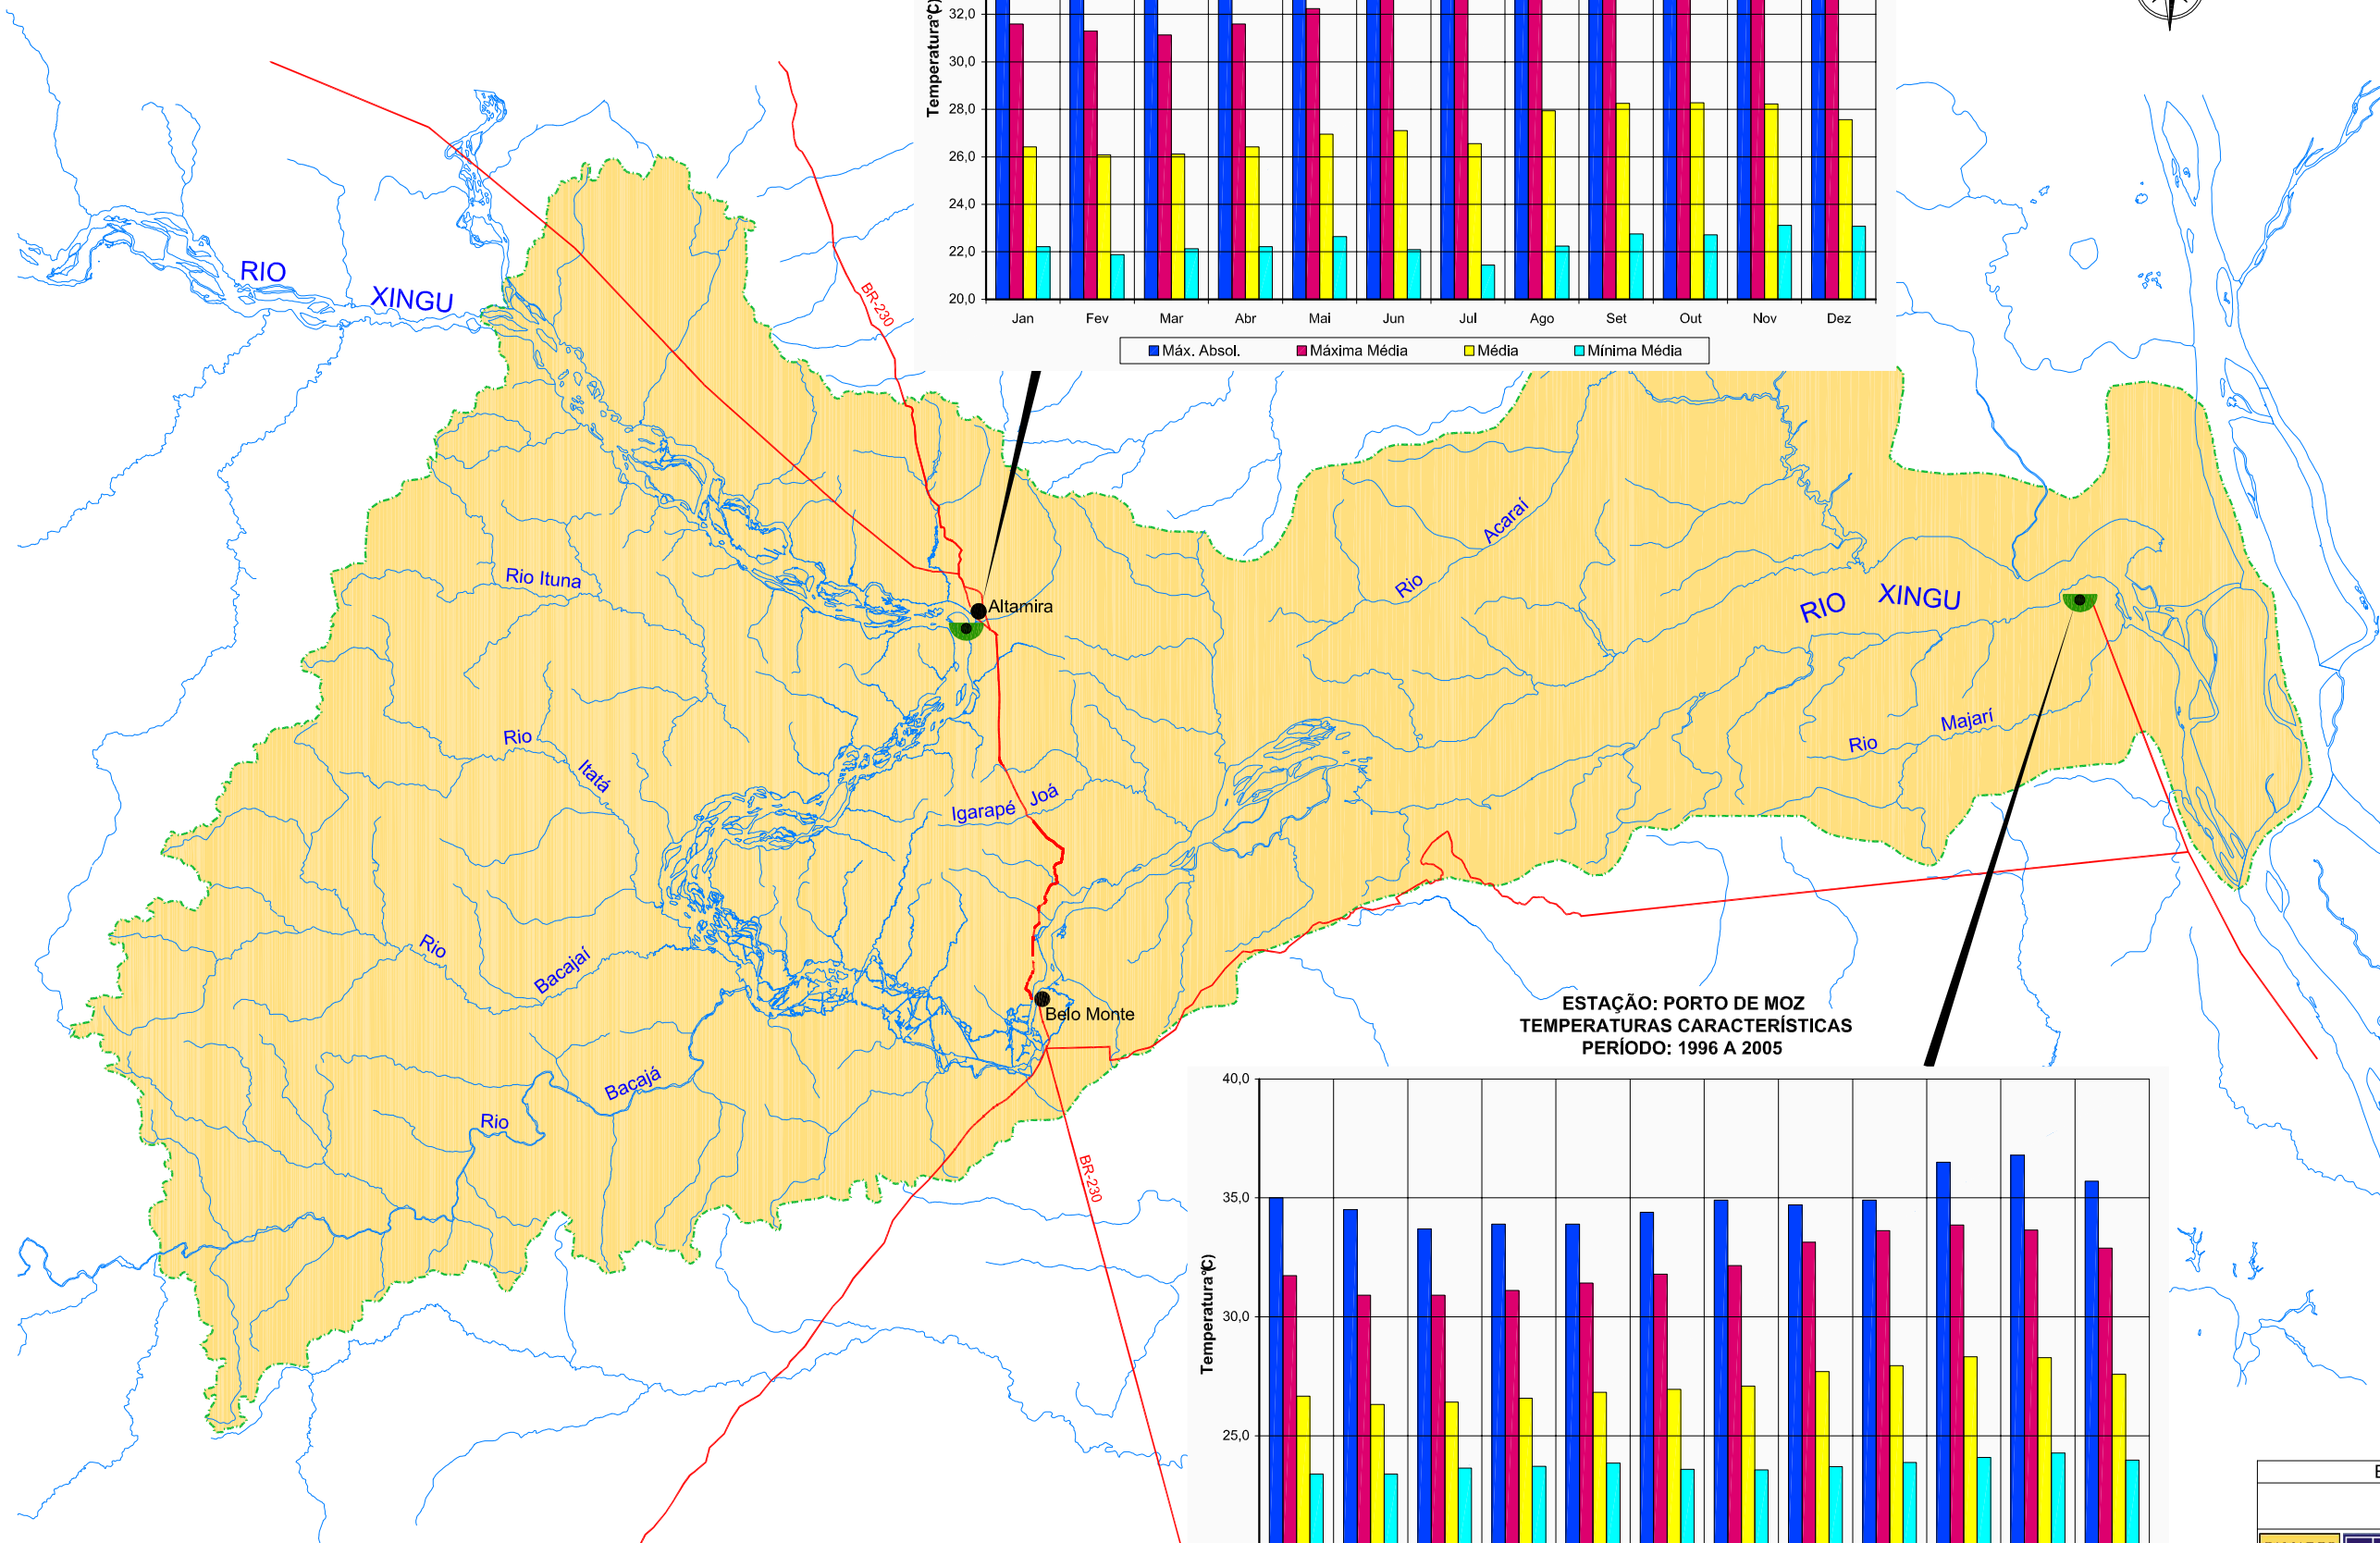 Temperatura(ºC)
32,0
30,0
28,0
26,0
24,0
22,0
20,0
Jan Fev Mar Abr Mai Jun Jul Ago Set Out Nov Dez
Máx. Absol. Máxima Média Média Mínima Média
RIO XINGU
BR-230
Rio Ituna
Altamira
Rio Acaraí
RIO XINGU
Rio Majarí
Rio Itatá
Igarapé Joá
Rio Bacajaí
Belo Monte
Rio Bacajá
BR-230
ESTAÇÃO: PORTO DE MOZ
TEMPERATURAS CARACTERÍSTICAS
PERÍODO: 1996 A 2005
Temperatura(ºC)
40,0
35,0
30,0
25,0